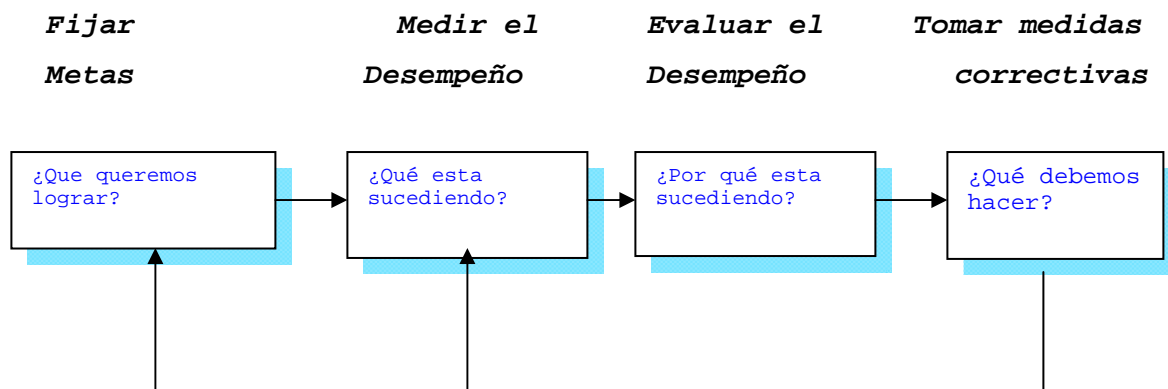 Fijar
Metas
Medir el
Desempeño
Evaluar el
Desempeño
Tomar medidas
correctivas
¿Que queremos
lograr?
¿Qué esta
sucediendo?
¿Por qué esta
sucediendo?
¿Qué debemos
hacer?